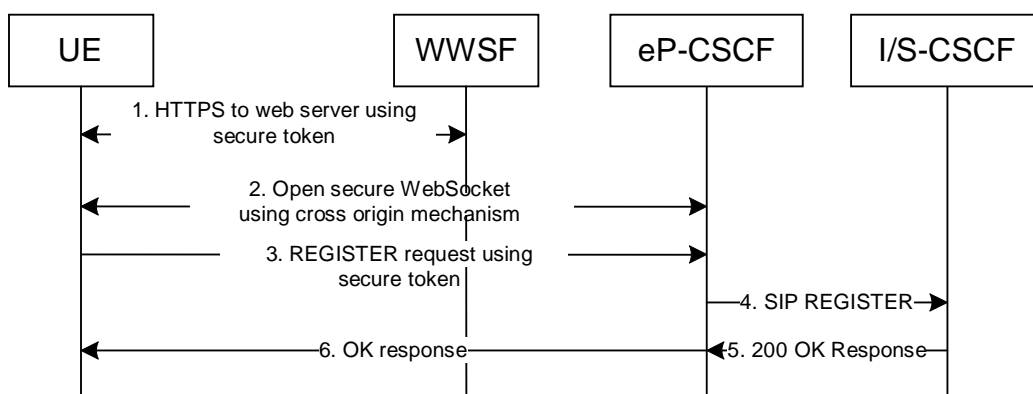 UE
WWSF
eP-CSCF
I/S-CSCF
1. HTTPS to web server using
secure token
2. Open secure WebSocket
using cross origin mechanism
3. REGISTER request using
secure token
4. SIP REGISTER
6. OK response
5. 200 OK Response